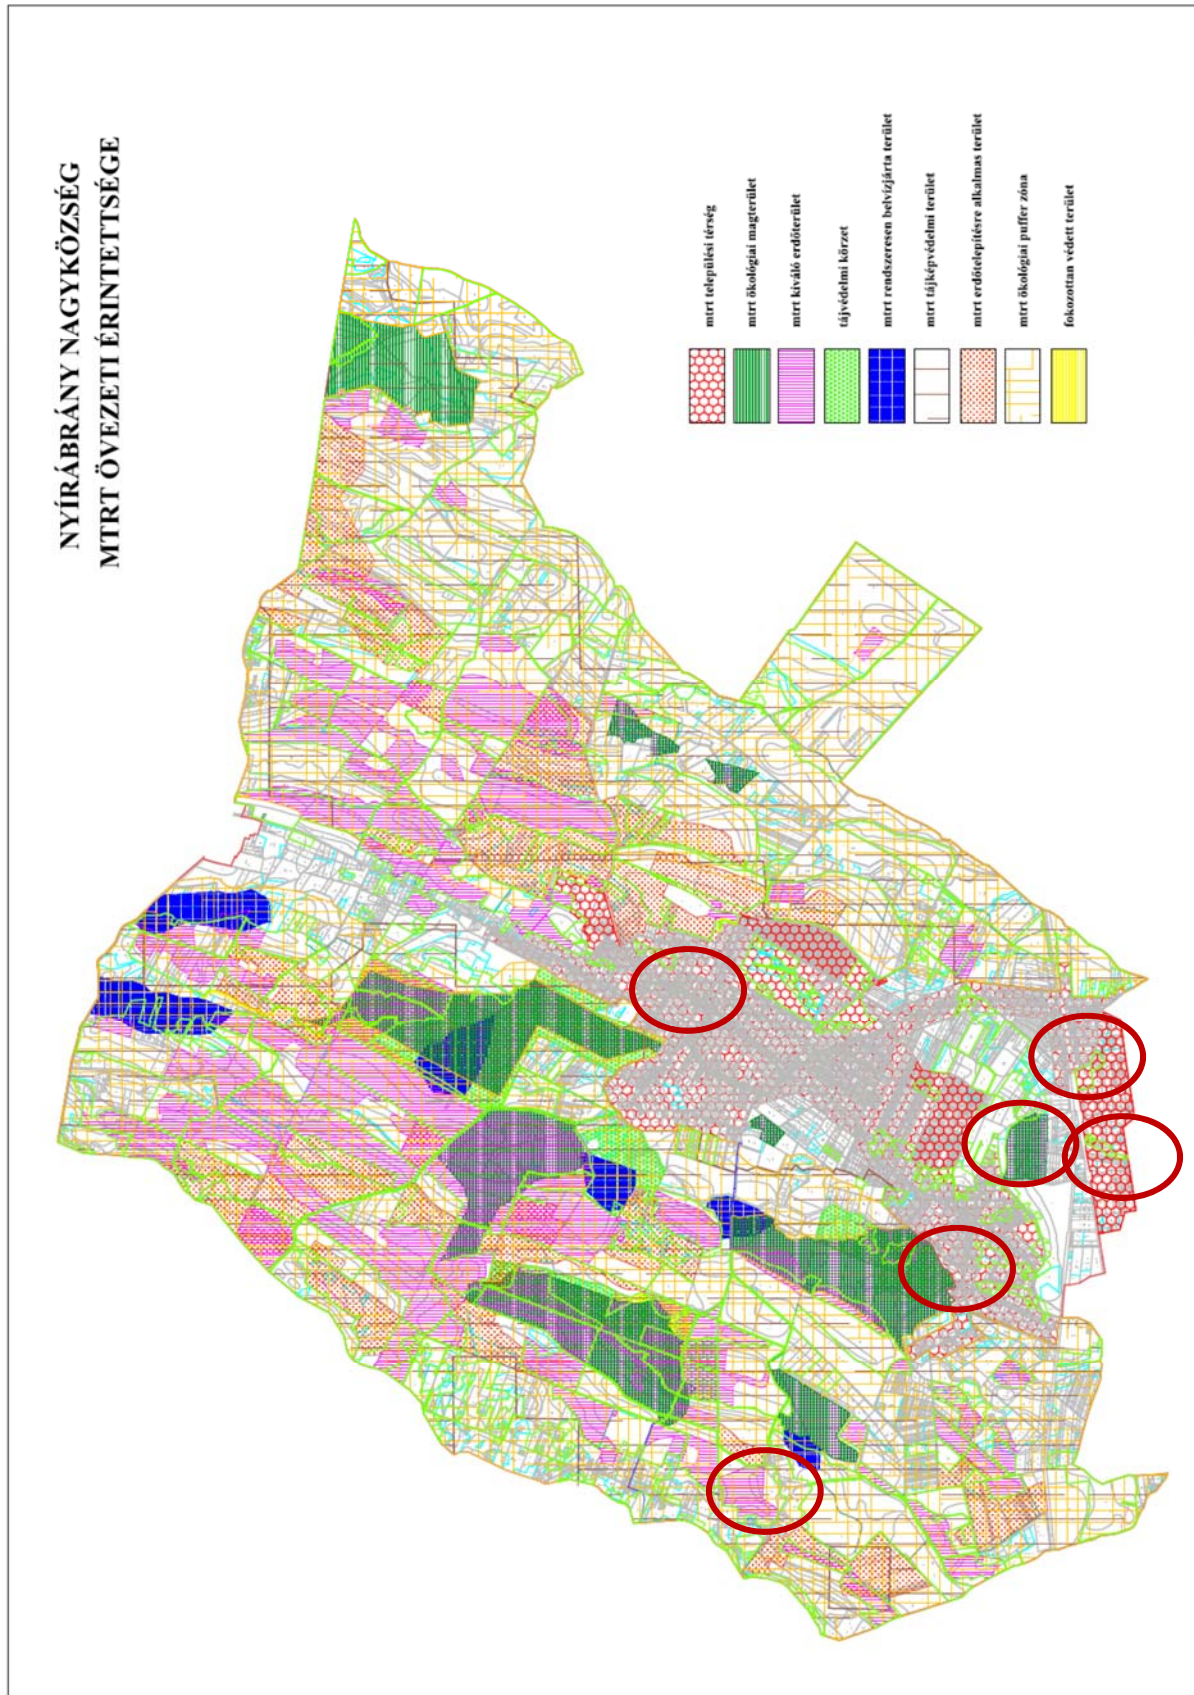 NYÍRÁBRÁNY NAGYKÖZSÉG
MTRT ÖVEZETI ÉRINTETTSÉGE
mtrt települési térség
mtrt ökológiai magterület
mtrt kiváló erdőterület
tájvédelmi körzet
mtrt rendszeresen belvízjárta terület
mtrt tájképvédelmi terület
mtrt erdőtelepítésre alkalmas terület
mtrt ökológiai puffer zóna
fokozottan védett terület